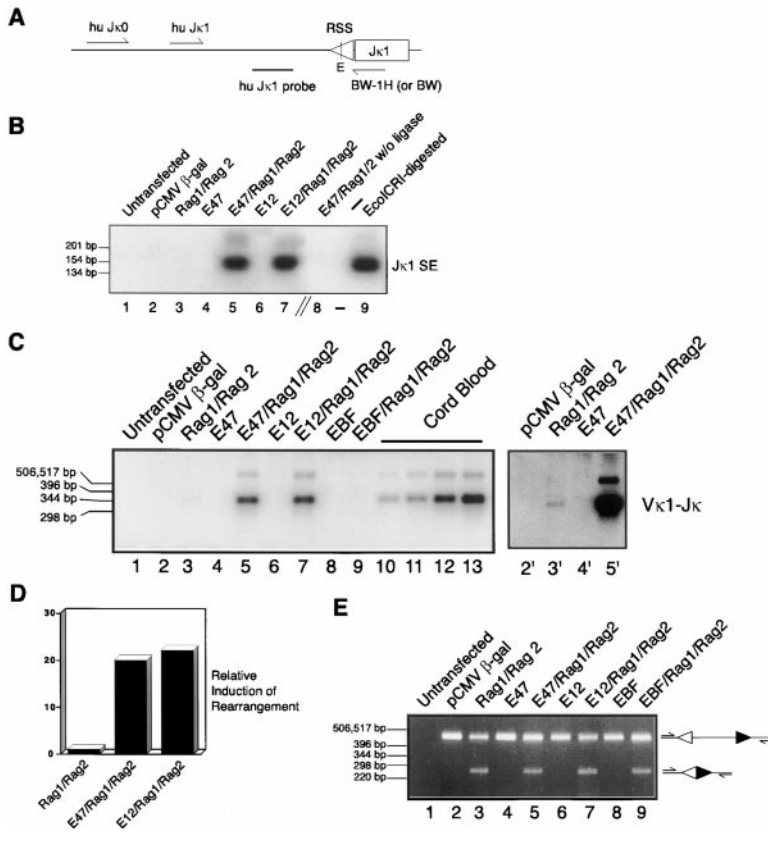 A
hu Jκ0
hu Jκ1
RSS
Jκ1
E
hu Jκ1 probe
BW-1H (or BW)
B
Untransfected
pCMV β-gal
Rag1/Rag 2
E47
E47/Rag1/Rag2
E12
E12/Rag1/Rag2
E47/Rag1/2 w/o ligase
–
EcoICRI-digested
201 bp
154 bp
134 bp
Jκ1 SE
1 2 3 4 5 6 7 // 8 – 9
C
Untransfected
pCMV β-gal
Rag1/Rag 2
E47
E47/Rag1/Rag2
E12
E12/Rag1/Rag2
EBF
EBF/Rag1/Rag2
Cord Blood
pCMV β-gal
Rag1/Rag 2
E47
E47/Rag1/Rag2
506,517 bp
396 bp
344 bp
298 bp
Vκ1-Jκ
1 2 3 4 5 6 7 8 9 10 11 12 13
2' 3' 4' 5'
D
30
20
10
0
Relative
Induction of
Rearrangement
Rag1/Rag2
E47/Rag1/Rag2
E12/Rag1/Rag2
E
Untransfected
pCMV β-gal
Rag1/Rag 2
E47
E47/Rag1/Rag2
E12
E12/Rag1/Rag2
EBF
EBF/Rag1/Rag2
506,517 bp
396 bp
344 bp
298 bp
220 bp
1 2 3 4 5 6 7 8 9